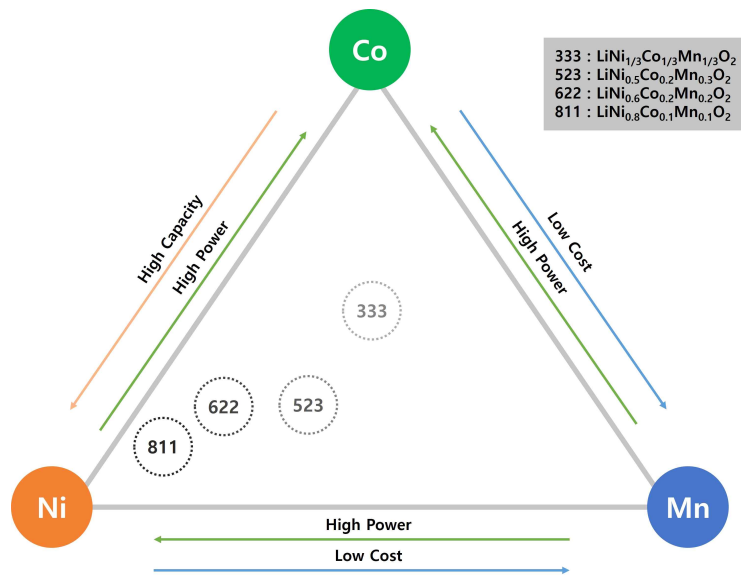 Co
333 : LiNi1/3Co1/3Mn1/3O2
523 : LiNi0.5Co0.2Mn0.3O2
622 : LiNi0.6Co0.2Mn0.2O2
811 : LiNi0.8Co0.1Mn0.1O2
High Capacity
High Power
Low Cost
High Power
333
622
523
811
Ni
Mn
High Power
Low Cost